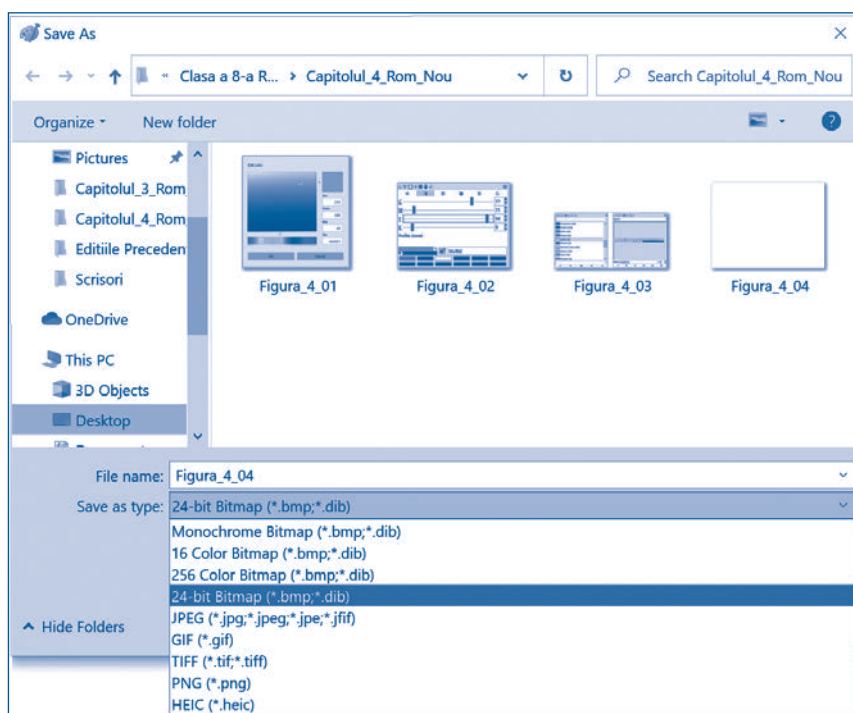 Save As
« Clasa a 8-a R... › Capitolul_4_Rom_Nou
Search Capitolul_4_Rom_Nou
Organize
New folder
Pictures
Capitolul_3_Rom
Capitolul_4_Rom
Editiile Preceden
Scrisori
OneDrive
This PC
3D Objects
Desktop
Figura_4_01
Figura_4_02
Figura_4_03
Figura_4_04
File name: Figura_4_04
Save as type: 24-bit Bitmap (*.bmp;*.dib)
Monochrome Bitmap (*.bmp;*.dib)
16 Color Bitmap (*.bmp;*.dib)
256 Color Bitmap (*.bmp;*.dib)
24-bit Bitmap (*.bmp;*.dib)
JPEG (*.jpg;*.jpeg;*.jpe;*.jfif)
GIF (*.gif)
TIFF (*.tif;*.tiff)
PNG (*.png)
HEIC (*.heic)
Hide Folders